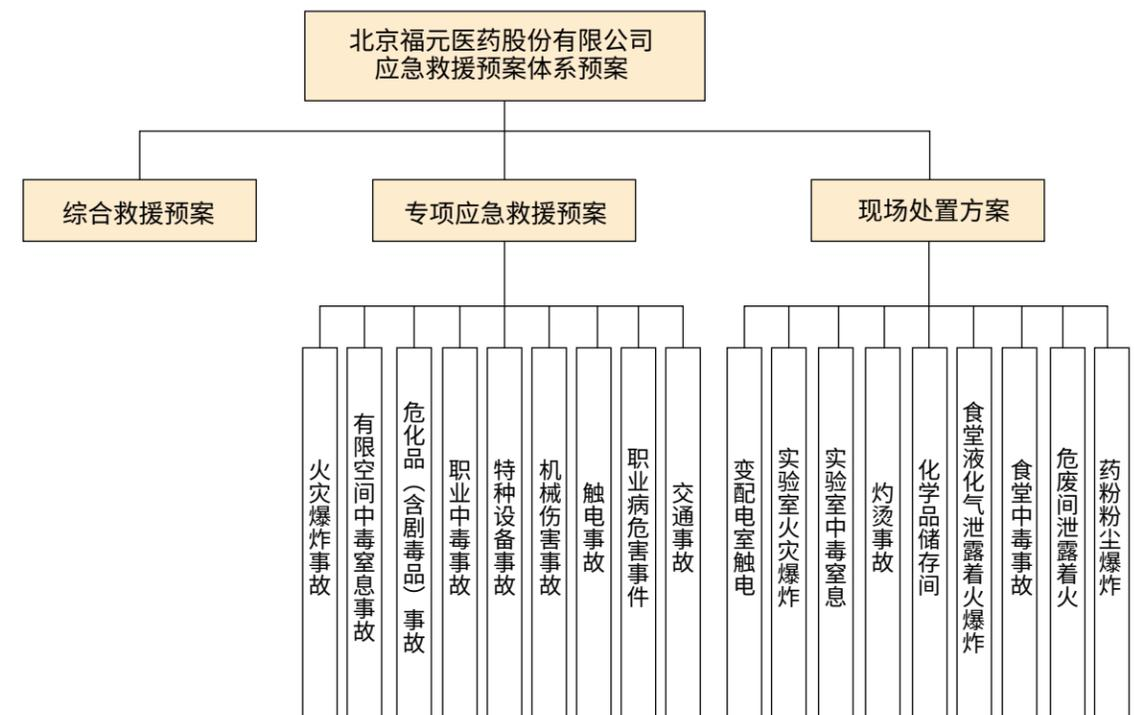 北京福元医药股份有限公司
应急救援预案体系预案
综合救援预案
专项应急救援预案
现场处置方案
火灾爆炸事故
有限空间中毒窒息事故
危化品（含剧毒品）事故
职业中毒事故
特种设备事故
机械伤害事故
触电事故
职业病危害事件
交通事故
变配电室触电
实验室火灾爆炸
实验室中毒窒息
灼烫事故
化学品储存间
食堂液化气泄露着火爆炸
食堂中毒事故
危废间泄露着火
药粉粉尘爆炸